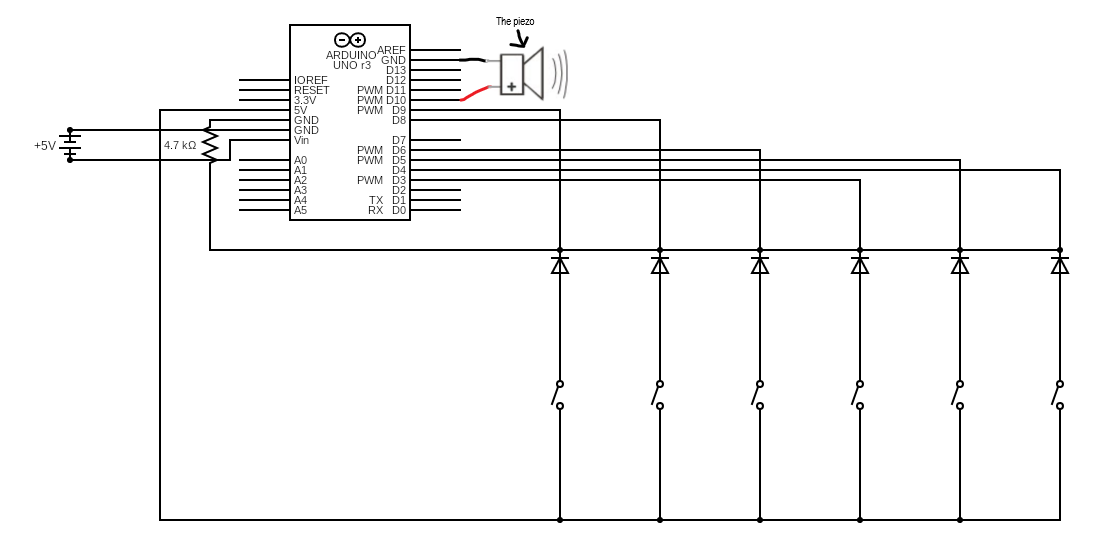 The piezo
ARDUINO
UNO r3
AREF
GND
D13
D12
PWM D11
PWM D10
PWM D9
D8
D7
PWM D6
PWM D5
D4
PWM D3
D2
TX D1
RX D0
IOREF
RESET
3.3V
5V
GND
GND
Vin
A0
A1
A2
A3
A4
A5
+5V
4.7 kΩ